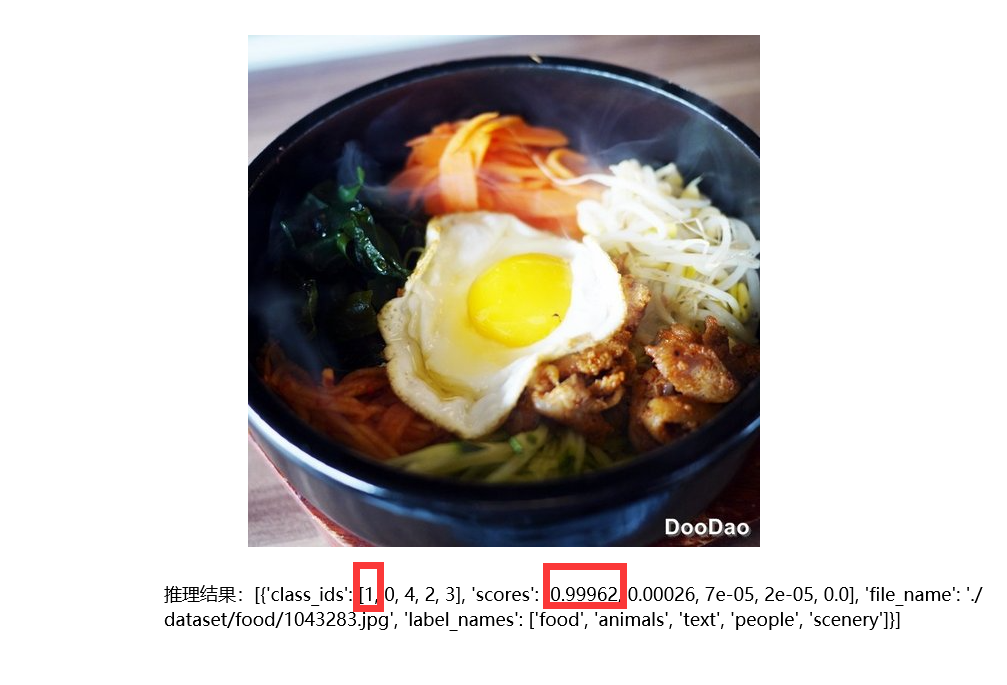 DooDao
推理结果：[{'class_ids': [1, 0, 4, 2, 3], 'scores': [0.99962, 0.00026, 7e-05, 2e-05, 0.0], 'file_name': './
dataset/food/1043283.jpg', 'label_names': ['food', 'animals', 'text', 'people', 'scenery']}]